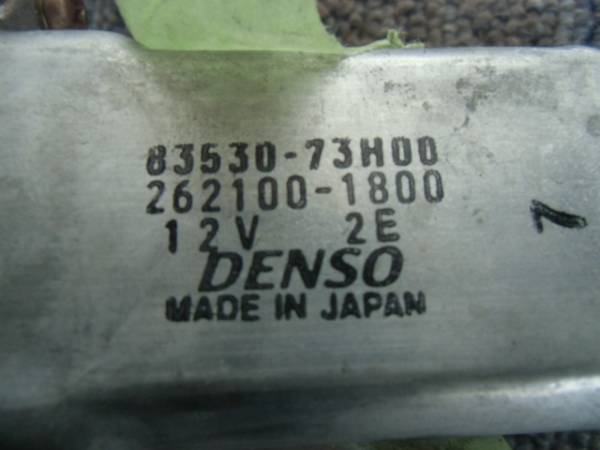 83530-73H00
262100-1800
12V 2E
DENSO
MADE IN JAPAN